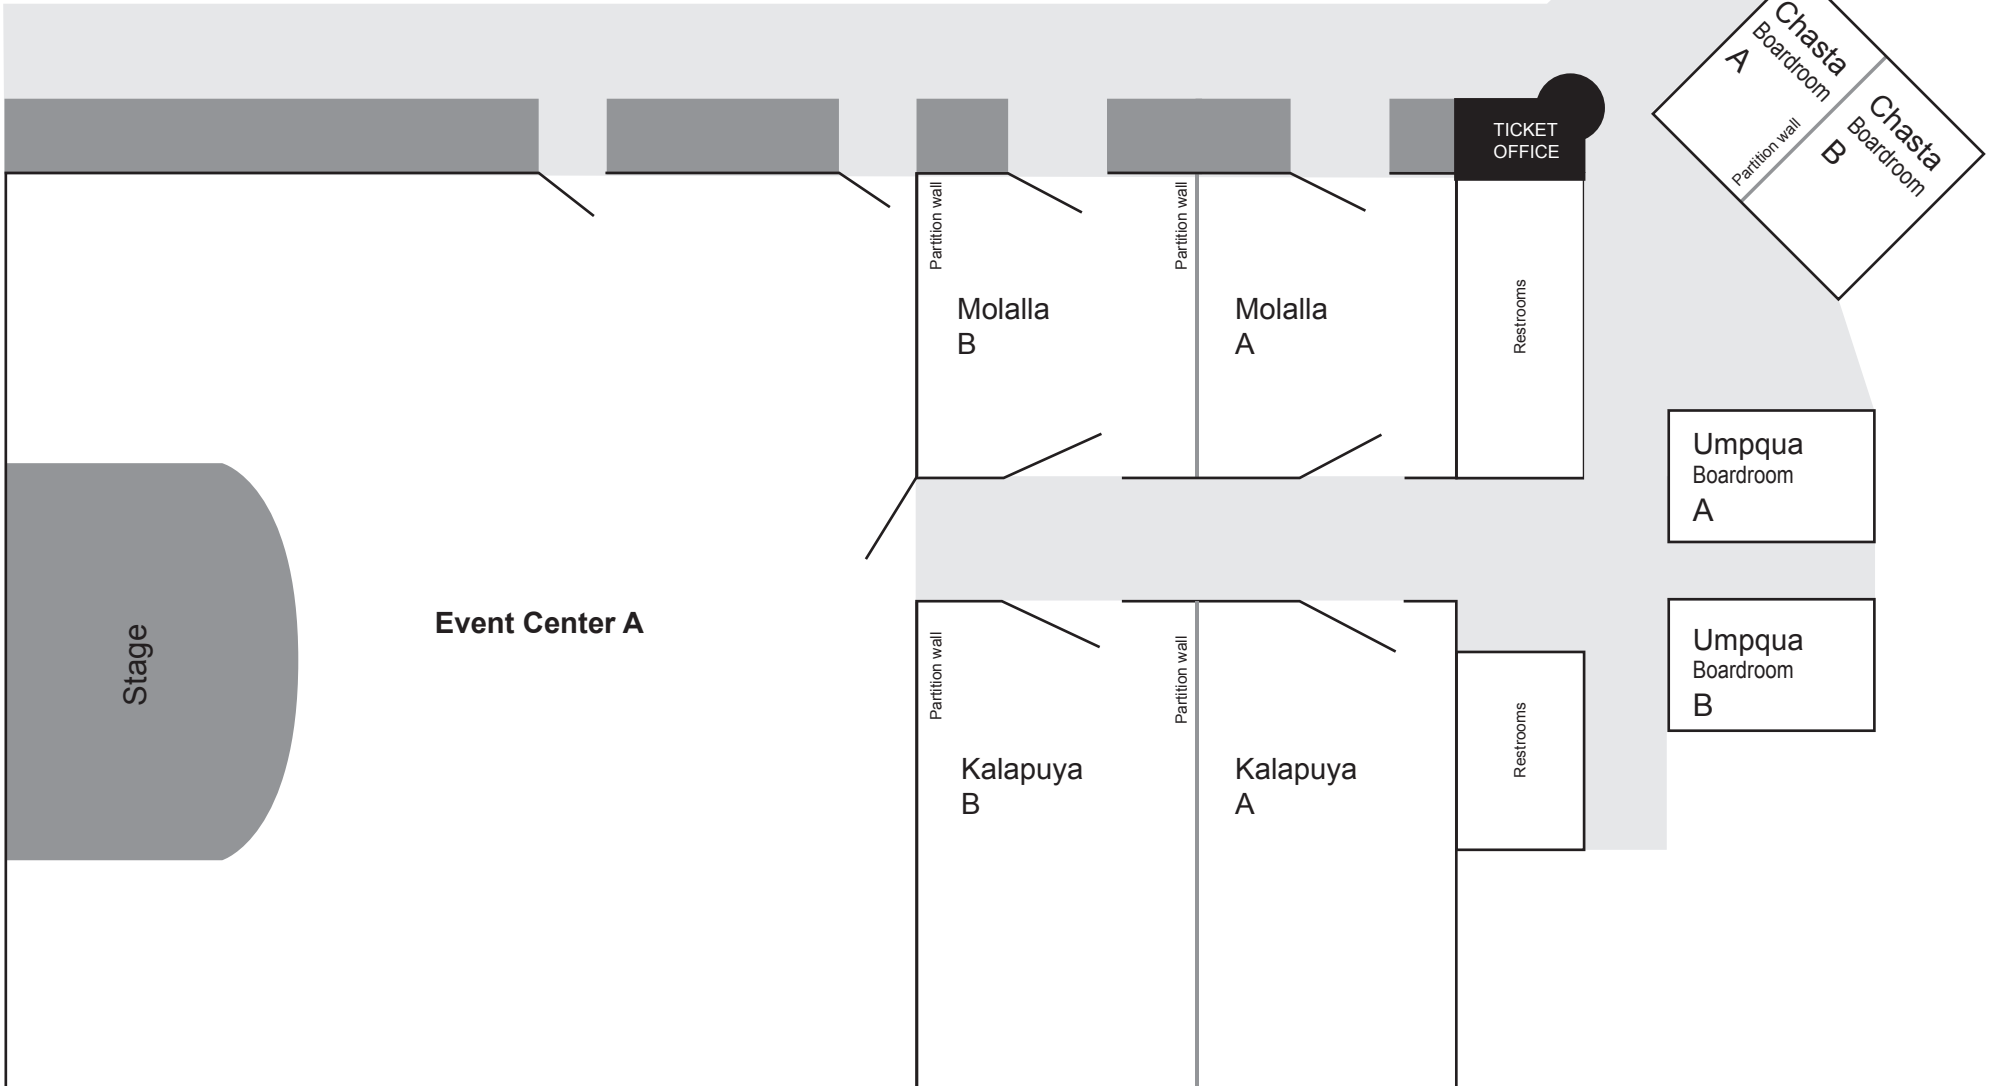 Chasta
Boardroom
A
Partition wall
Chasta
Boardroom
B
TICKET
OFFICE
Partition wall
Partition wall
Molalla
B
Molalla
A
Restrooms
Umpqua
Boardroom
A
Stage
Event Center A
Partition wall
Partition wall
Umpqua
Boardroom
B
Kalapuya
B
Kalapuya
A
Restrooms